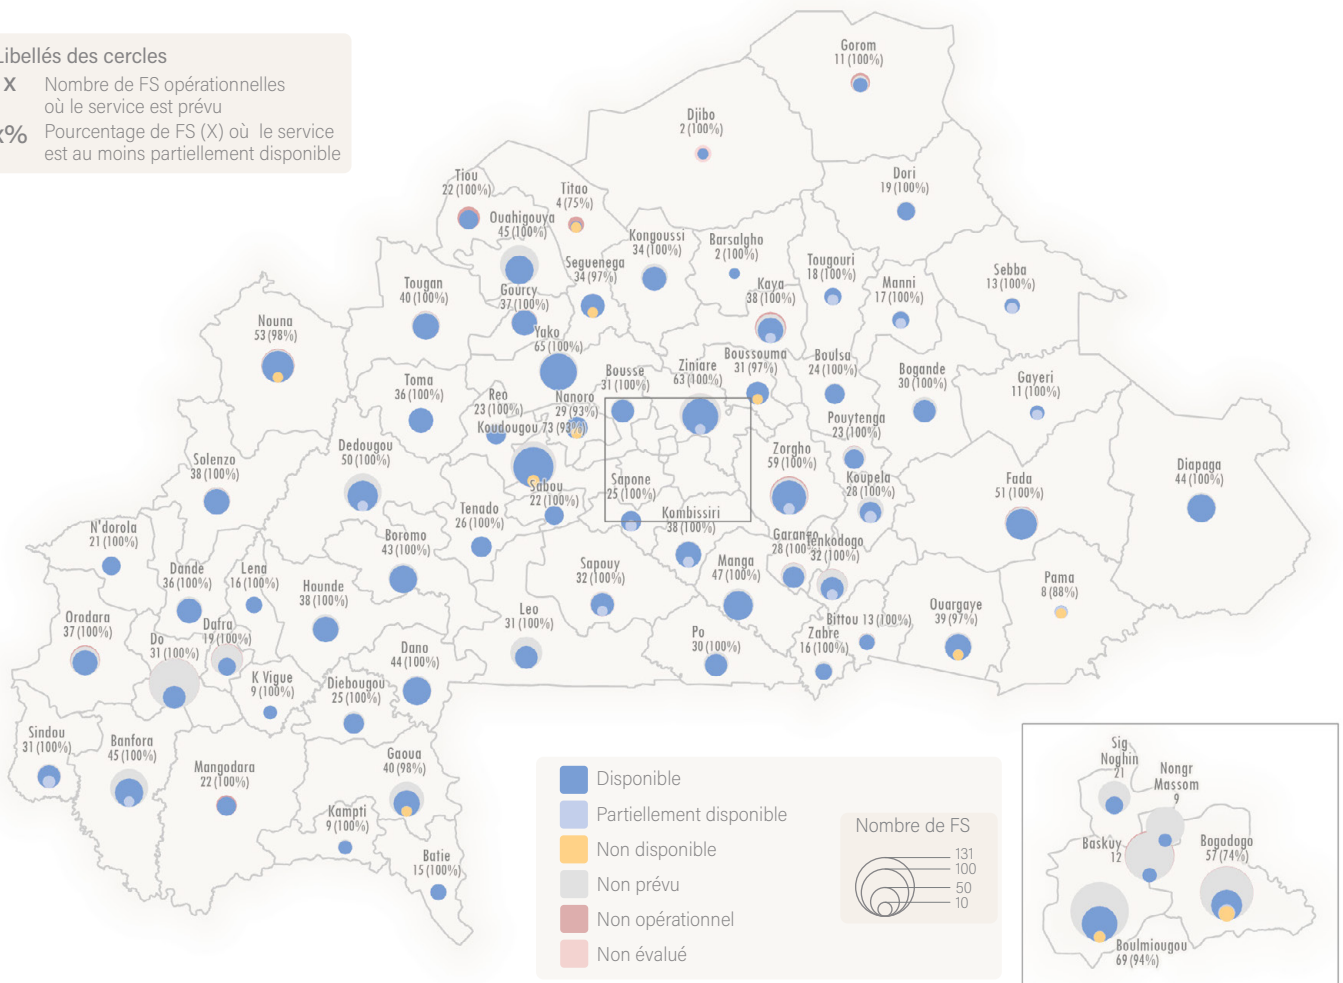 Libellés des cercles
X Nombre de FS opérationnelles
où le service est prévu
x% Pourcentage de FS (X) où le service
est au moins partiellement disponible
Gorom
11 (100%)
Djibo
2 (100%)
Dori
19 (100%)
Tiou
22 (100%)
Titao
4 (75%)
Ouahigouya
45 (100%)
Kongoussi
34 (100%)
Barsalgho
2 (100%)
Seguenega
34 (97%)
Tougouri
18 (100%)
Sebba
13 (100%)
Manni
17 (100%)
Tougan
40 (100%)
Gourcy
37 (100%)
Kaya
38 (100%)
Nouna
53 (98%)
Yako
65 (100%)
Ziniare
63 (100%)
Boussouma
31 (97%)
Boulsa
24 (100%)
Bogande
30 (100%)
Bousse
31 (100%)
Gayeri
11 (100%)
Toma
36 (100%)
Reo
23 (100%)
Nanoro
29 (93%)
Koudougou 73 (93%)
Pouytenga
23 (100%)
Dedougou
50 (100%)
Zorgho
59 (100%)
Solenzo
38 (100%)
Diapaga
44 (100%)
Koupela
28 (100%)
Fada
51 (100%)
Sapone
25 (100%)
Sabou
22 (100%)
Tenado
26 (100%)
Kombissiri
38 (100%)
N'dorola
21 (100%)
Boromo
43 (100%)
Garango
28 (100%)
Tenkodogo
32 (100%)
Dande
36 (100%)
Lena
16 (100%)
Hounde
38 (100%)
Sapouy
32 (100%)
Manga
47 (100%)
Pama
8 (88%)
Orodara
37 (100%)
Leo
31 (100%)
Ouargaye
39 (97%)
Dafra
19 (100%)
Do
31 (100%)
Bittou 13 (100%)
Po
30 (100%)
Zabre
16 (100%)
Dano
44 (100%)
K Vigue
9 (100%)
Diebougou
25 (100%)
Sindou
31 (100%)
Banfora
45 (100%)
Mangodara
22 (100%)
Gaoua
40 (98%)
Kampti
9 (100%)
Batie
15 (100%)
Disponible
Partiellement disponible
Non disponible
Non prévu
Non opérationnel
Non évalué
Nombre de FS
131
100
50
10
Sig
Noghin
21
Nongr
Massom
9
Baskuy
12
Bogodogo
57 (74%)
Boulmiougou
69 (94%)